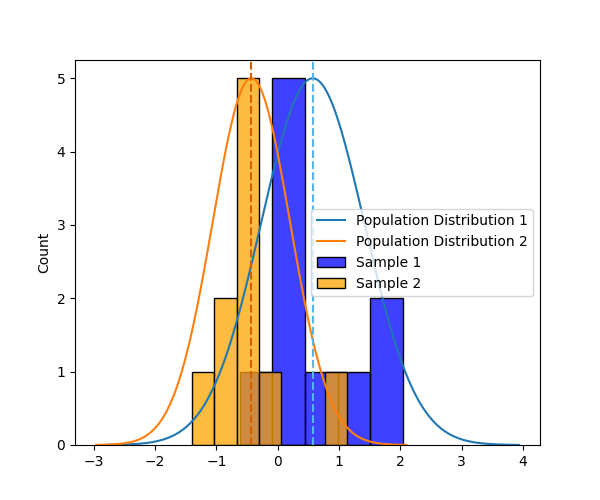 5
4
3
2
1
0
Count
Population Distribution 1
Population Distribution 2
Sample 1
Sample 2
−3 −2 −1 0 1 2 3 4